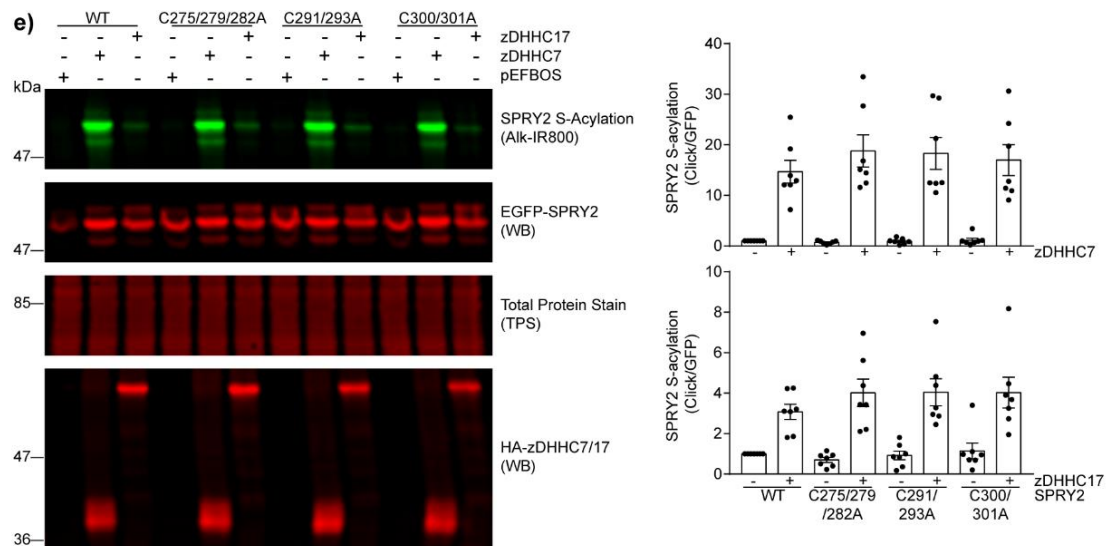 e)
WT C275/279/282A C291/293A C300/301A
- - + - - + - - + - - + zDHHC17
- + - - + - - + - - + - zDHHC7
+ - - + - - + - - + - - pEFBOS
kDa
SPRY2 S-Acylation
(Alk-IR800)
47
EGFP-SPRY2
(WB)
47
85
Total Protein Stain
(TPS)
HA-zDHHC7/17
(WB)
47
36
SPRY2 S-acylation
(Click/GFP)
40
30
20
10
0
- + - + - + - + zDHHC7
SPRY2 S-acylation
(Click/GFP)
10
8
6
4
2
0
- + - + - + - + zDHHC17
WT C275/279 C291/ C300/ SPRY2
/282A 293A 301A